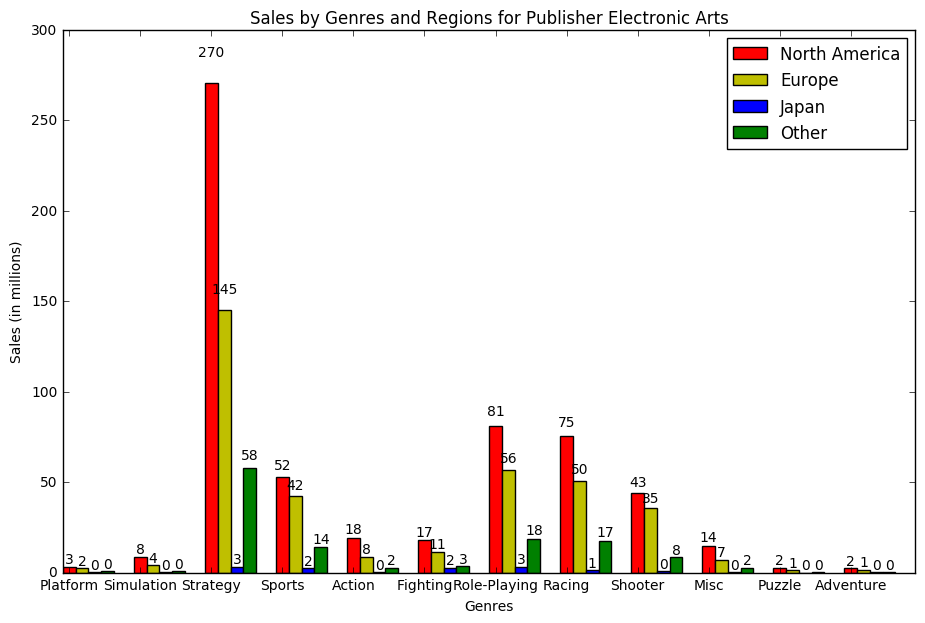 Sales by Genres and Regions for Publisher Electronic Arts
300
250
200
150
100
50
0
Sales (in millions)
North America
Europe
Japan
Other
3 2 0 0
8 4 0 0
270 145 3 58
52 42 2 14
18 8 0 2
17 11 2 3
81 56 3 18
75 50 1 17
43 35 0 8
14 7 0 2
2 1 0 0
2 1 0 0
Platform Simulation Strategy Sports Action Fighting Role-Playing Racing Shooter Misc Puzzle Adventure
Genres